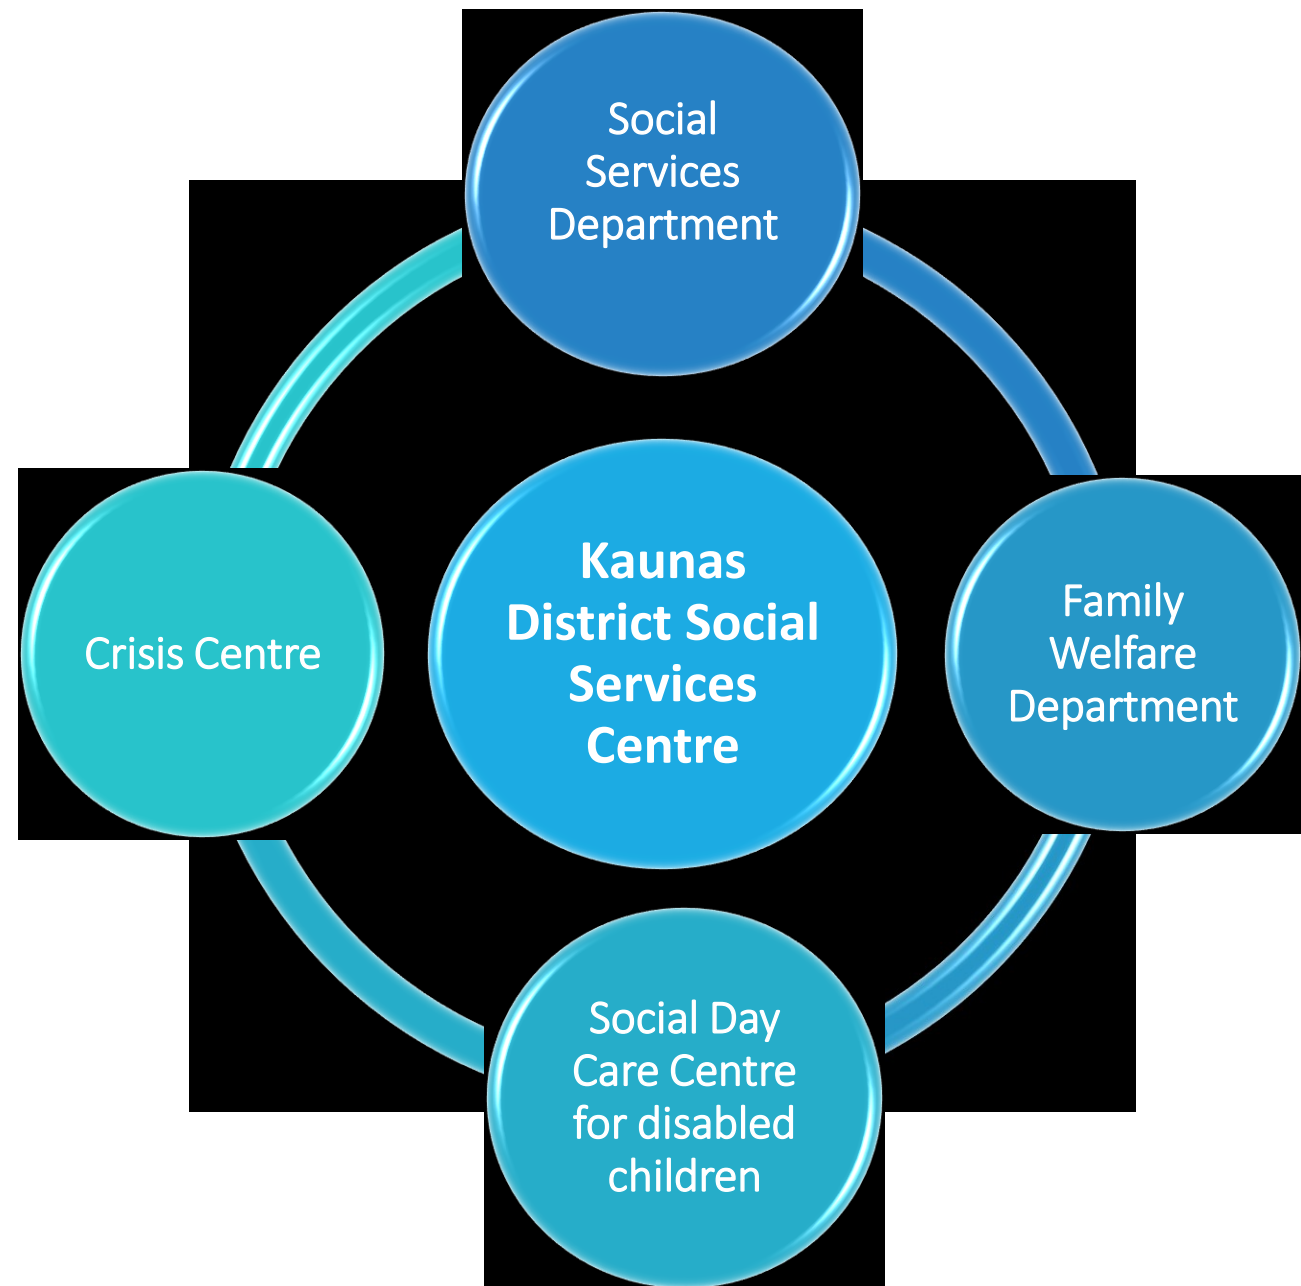 Social
Services
Department
Kaunas
District Social
Services
Centre
Family
Welfare
Department
Social Day
Care Centre
for disabled
children
Crisis Centre